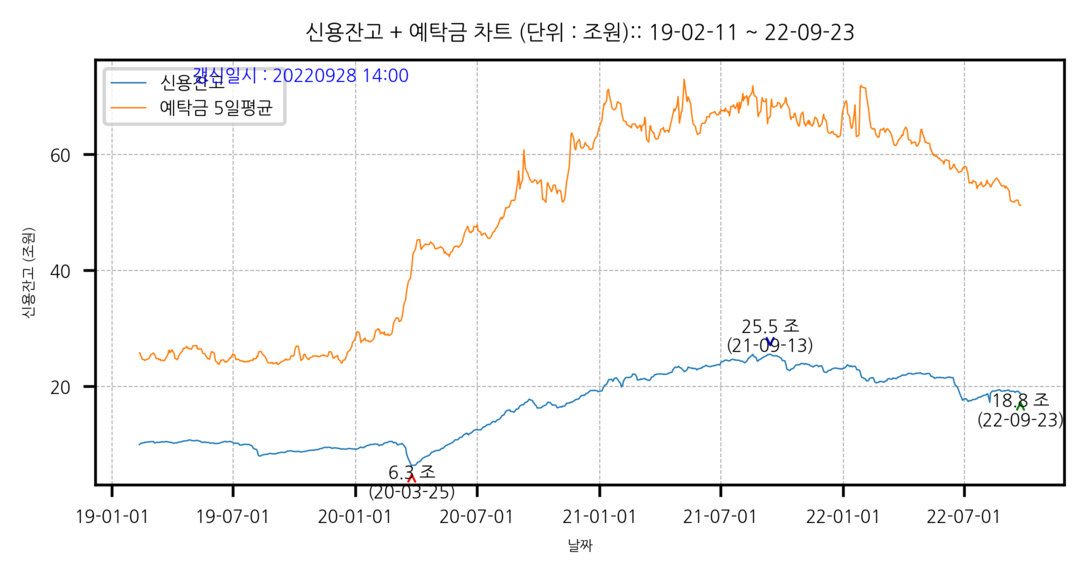 신용잔고 + 예탁금 차트 (단위 : 조원):: 19-02-11 ~ 22-09-23
갱신일시 : 20220928 14:00
신용잔고
예탁금 5일평균
신용잔고 (조원)
60
40
20
25.5 조
(21-09-13)
18.8 조
(22-09-23)
6.3 조
(20-03-25)
19-01-01
19-07-01
20-01-01
20-07-01
21-01-01
21-07-01
22-01-01
22-07-01
날짜